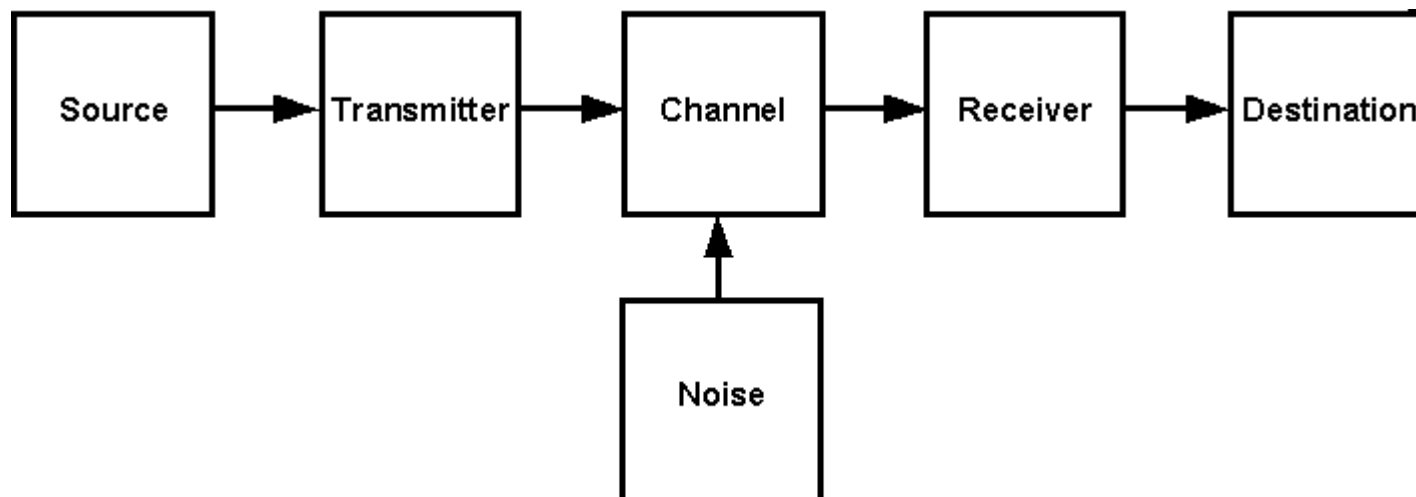 Source
Transmitter
Channel
Receiver
Destination
Noise